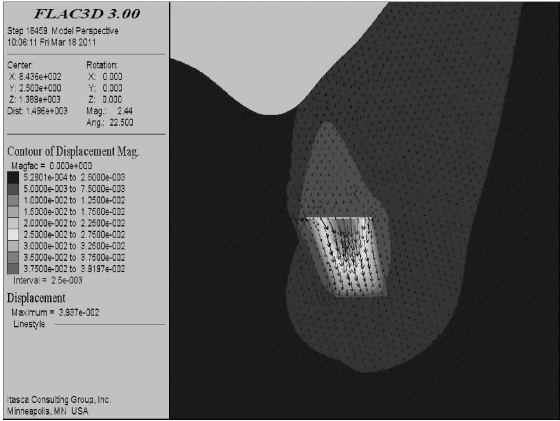 FLAC3D 3.00
Step 18459 Model Perspective
10:06:11 Fri Mar 18 2011
Center: Rotation:
X: 8.436e+002 X: 0.000
Y: 2.500e+000 Y: 0.000
Z: 1.389e+003 Z: 0.000
Dist: 1.496e+003 Mag.: 2.44
Ang.: 22.500
Contour of Displacement Mag.
Magfac = 0.000e+000
5.2801e-004 to 2.5000e-003
5.0000e-003 to 7.5000e-003
1.0000e-002 to 1.2500e-002
1.5000e-002 to 1.7500e-002
2.0000e-002 to 2.2500e-002
2.5000e-002 to 2.7500e-002
3.0000e-002 to 3.2500e-002
3.5000e-002 to 3.7500e-002
3.7500e-002 to 3.9197e-002
Interval = 2.5e-003
Displacement
Maximum = 3.937e-002
Linestyle
Itasca Consulting Group, Inc.
Minneapolis, MN USA